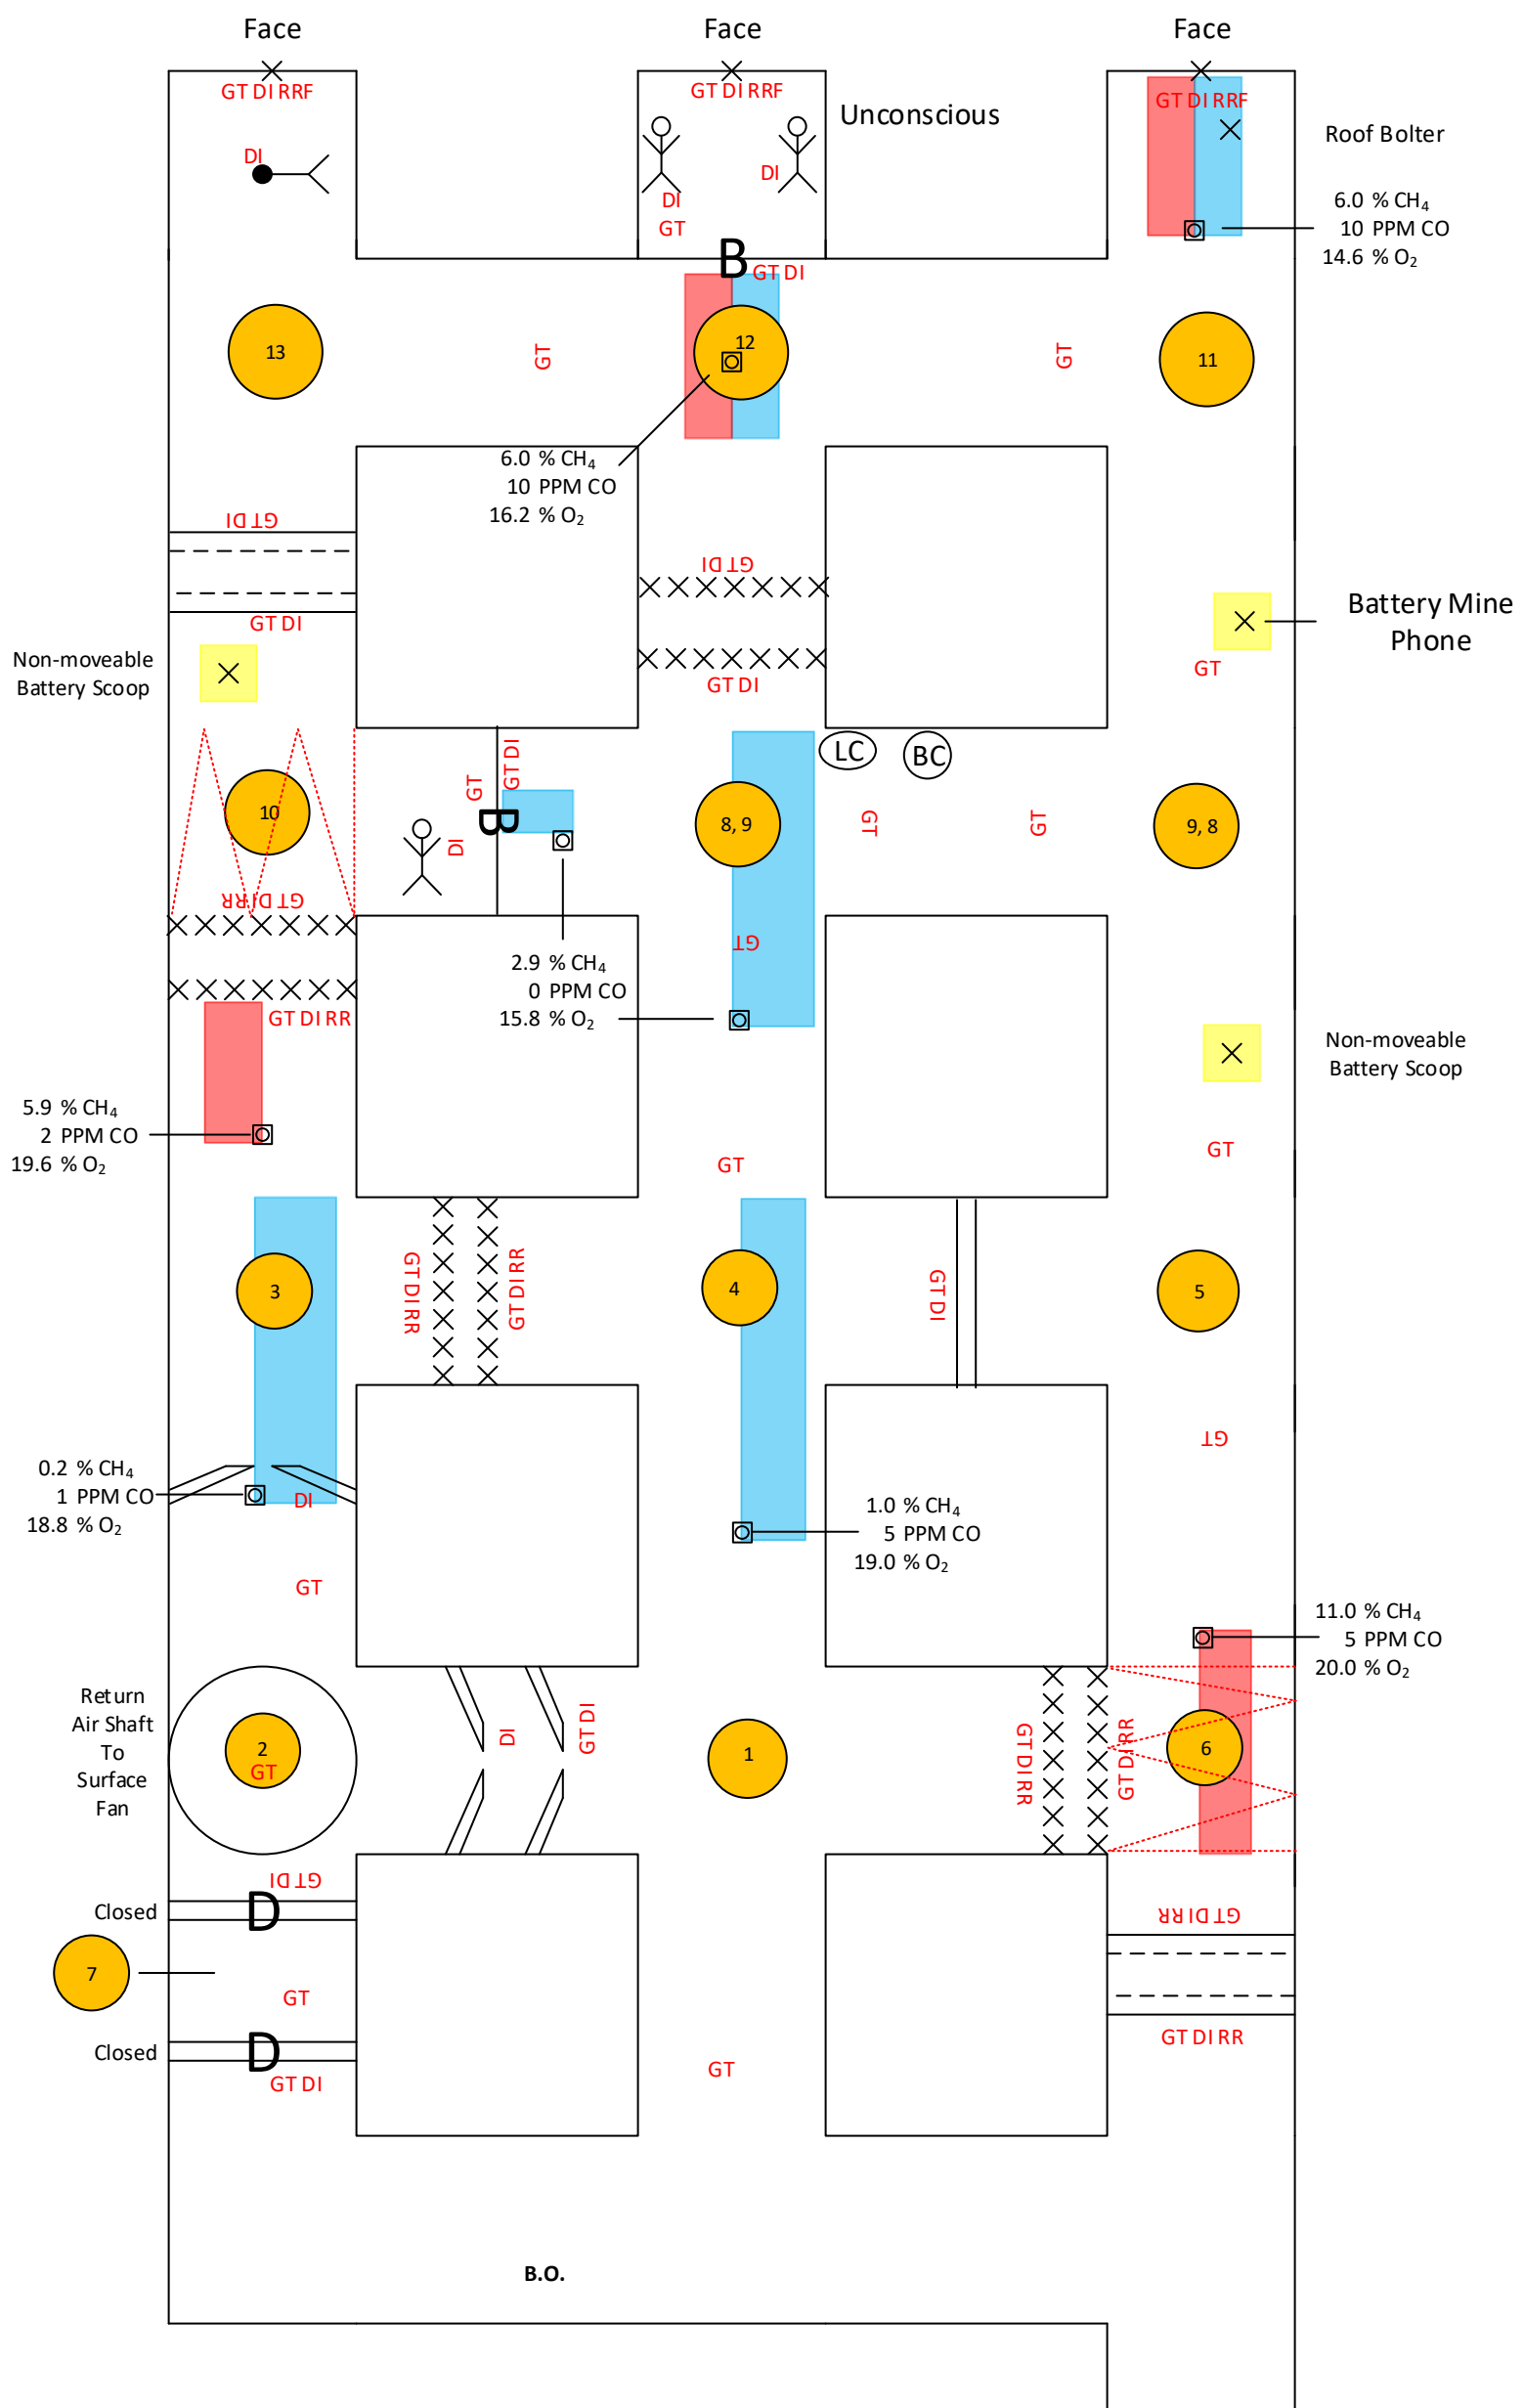 Face
Face
Face
GT DI RRF
GT DI RRF
GT DI RRF
Unconscious
Roof Bolter
DI
DI
DI
GT
6.0 % CH₄
10 PPM CO
14.6 % O₂
B
GT DI
13
GT
12
GT
11
6.0 % CH₄
10 PPM CO
16.2 % O₂
GT DI
GT DI
GT DI
GT DI
Battery Mine
Phone
GT
Non-moveable
Battery Scoop
GT
GT DI
LC
BC
10
B
DI
8, 9
GT
GT
9, 8
GT DI RR
GT
2.9 % CH₄
0 PPM CO
15.8 % O₂
GT DI RR
Non-moveable
Battery Scoop
5.9 % CH₄
2 PPM CO
19.6 % O₂
GT
GT
3
GT DI RR
GT DI RR
4
GT DI
5
GT
0.2 % CH₄
1 PPM CO
18.8 % O₂
DI
1.0 % CH₄
5 PPM CO
19.0 % O₂
GT
11.0 % CH₄
5 PPM CO
20.0 % O₂
Return
Air Shaft
To
Surface
Fan
2
GT
DI
GT DI
1
GT DI RR
GT DI RR
6
GT DI
Closed
D
GT DI RR
7
GT
Closed
D
GT DI RR
GT DI
GT
B.O.